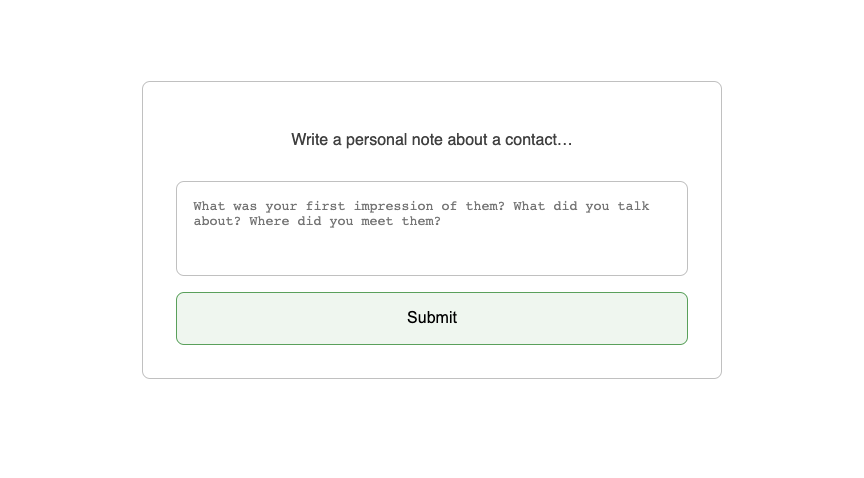 Write a personal note about a contact…
What was your first impression of them? What did you talk
about? Where did you meet them?
Submit